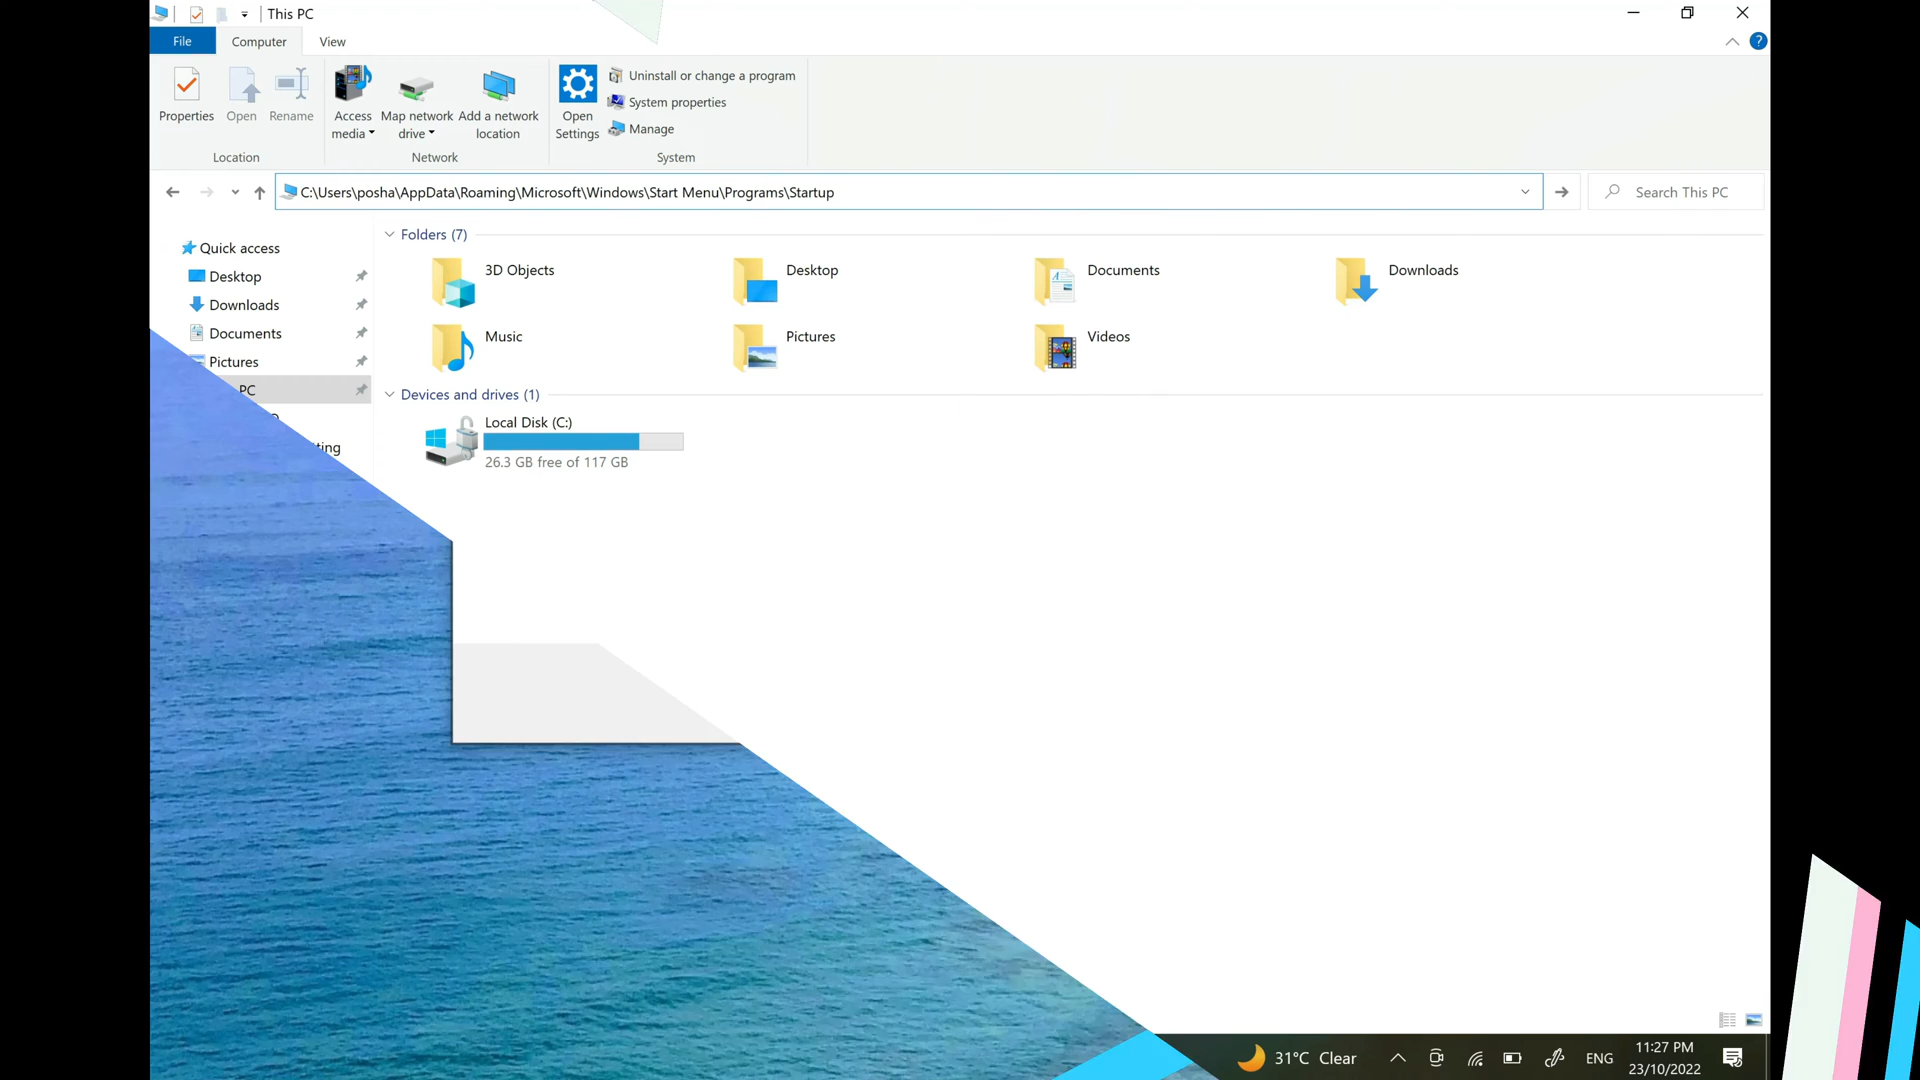 This PC
File Computer View
Properties Open Rename Access media Map network drive Add a network location Open Settings
Uninstall or change a program
System properties
Manage
Location Network System
C:\Users\posha\AppData\Roaming\Microsoft\Windows\Start Menu\Programs\Startup
Search This PC
Quick access
Desktop
Downloads
Documents
Pictures
PC
Folders (7)
3D Objects Desktop Documents Downloads
Music Pictures Videos
Devices and drives (1)
Local Disk (C:)
26.3 GB free of 117 GB
31°C Clear
ENG
11:27 PM
23/10/2022